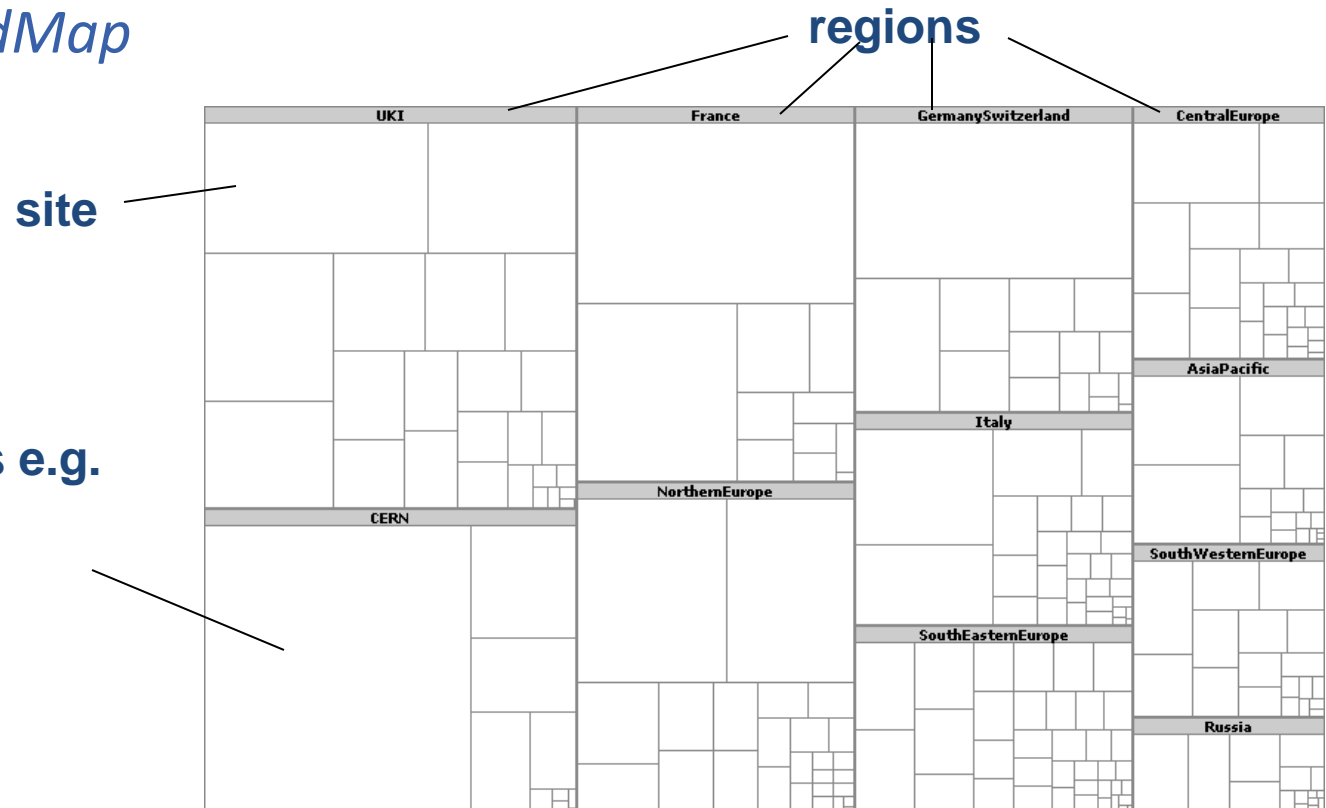 dMap
regions
UKI
France
GermanySwitzerland
CentralEurope
site
AsiaPacific
Italy
s e.g.
NorthernEurope
CERN
SouthWesternEurope
SouthEasternEurope
Russia